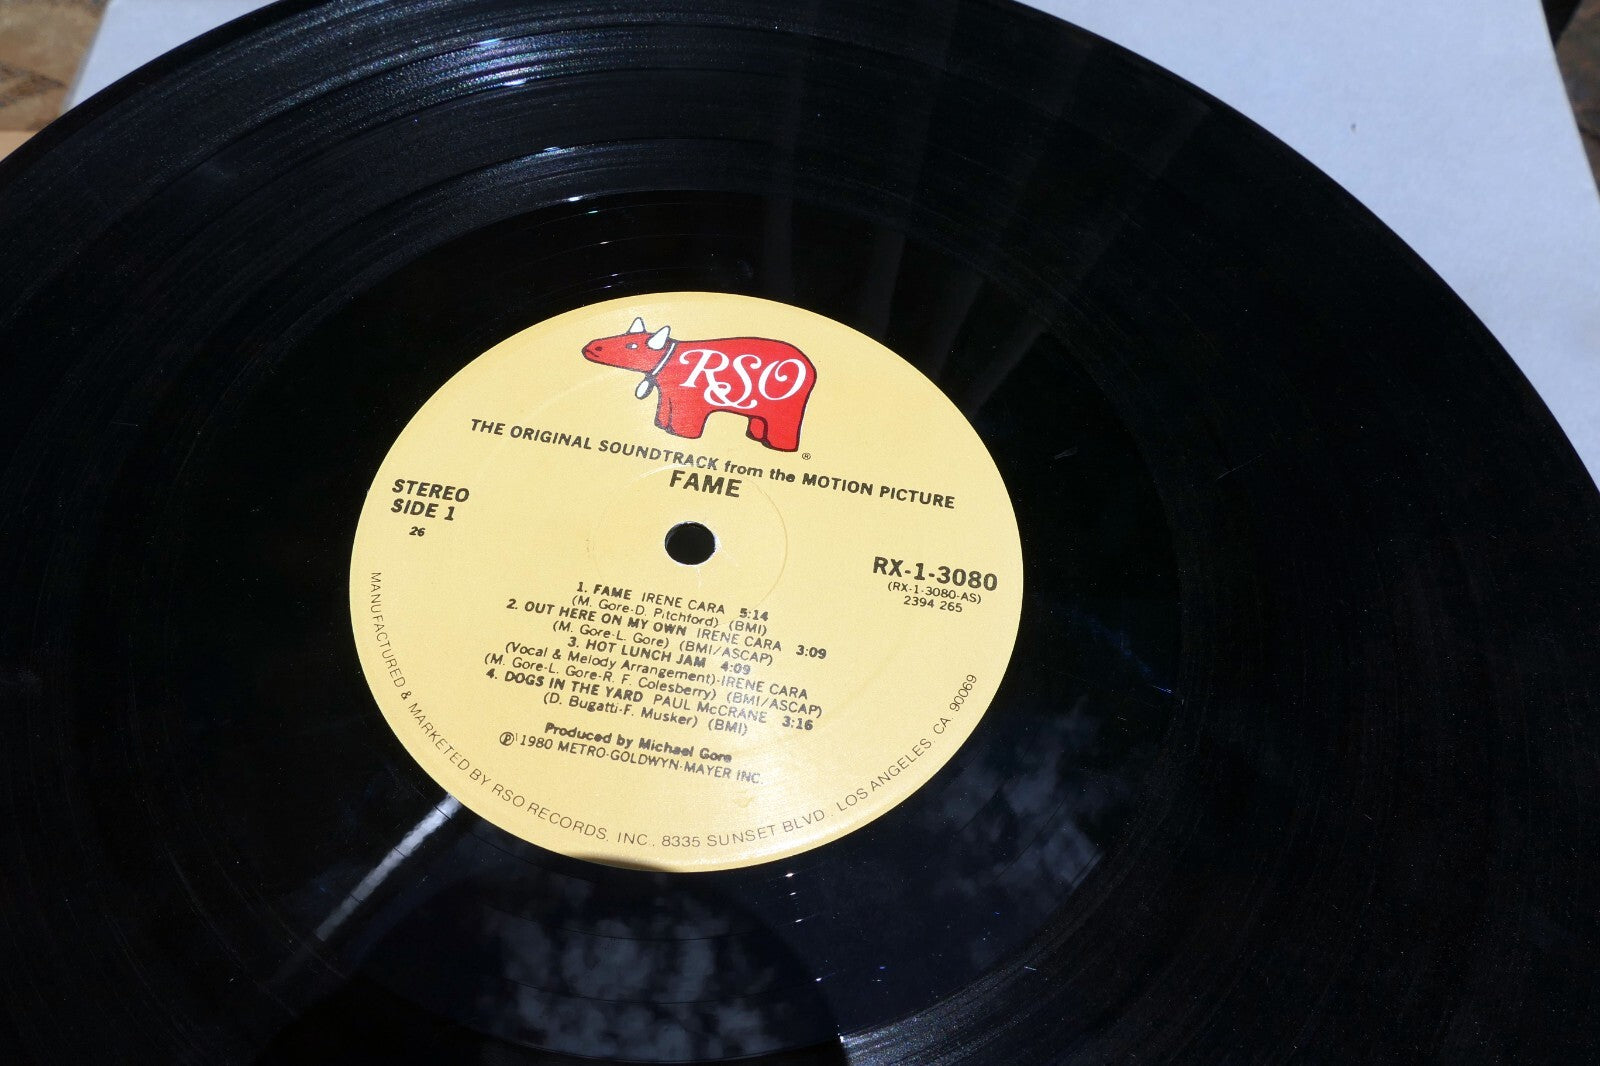 RSO
®
THE ORIGINAL SOUNDTRACK from the MOTION PICTURE
FAME
STEREO
SIDE 1
26
RX-1-3080
(RX-1-3080-AS)
2394 265
1. FAME IRENE CARA 5:14
(M. Gore-D. Pitchford) (BMI)
2. OUT HERE ON MY OWN IRENE CARA 3:09
(M. Gore-L. Gore) (BMI/ASCAP)
3. HOT LUNCH JAM 4:09
(Vocal & Melody Arrangement)-IRENE CARA
(M. Gore-L. Gore-R. F. Colesberry) (BMI/ASCAP)
4. DOGS IN THE YARD PAUL McCRANE 3:16
(D. Bugatti-F. Musker) (BMI)
Produced by Michael Gore
Ⓟ 1980 METRO-GOLDWYN-MAYER INC.
MANUFACTURED & MARKETED BY RSO RECORDS, INC., 8335 SUNSET BLVD., LOS ANGELES, CA 90069